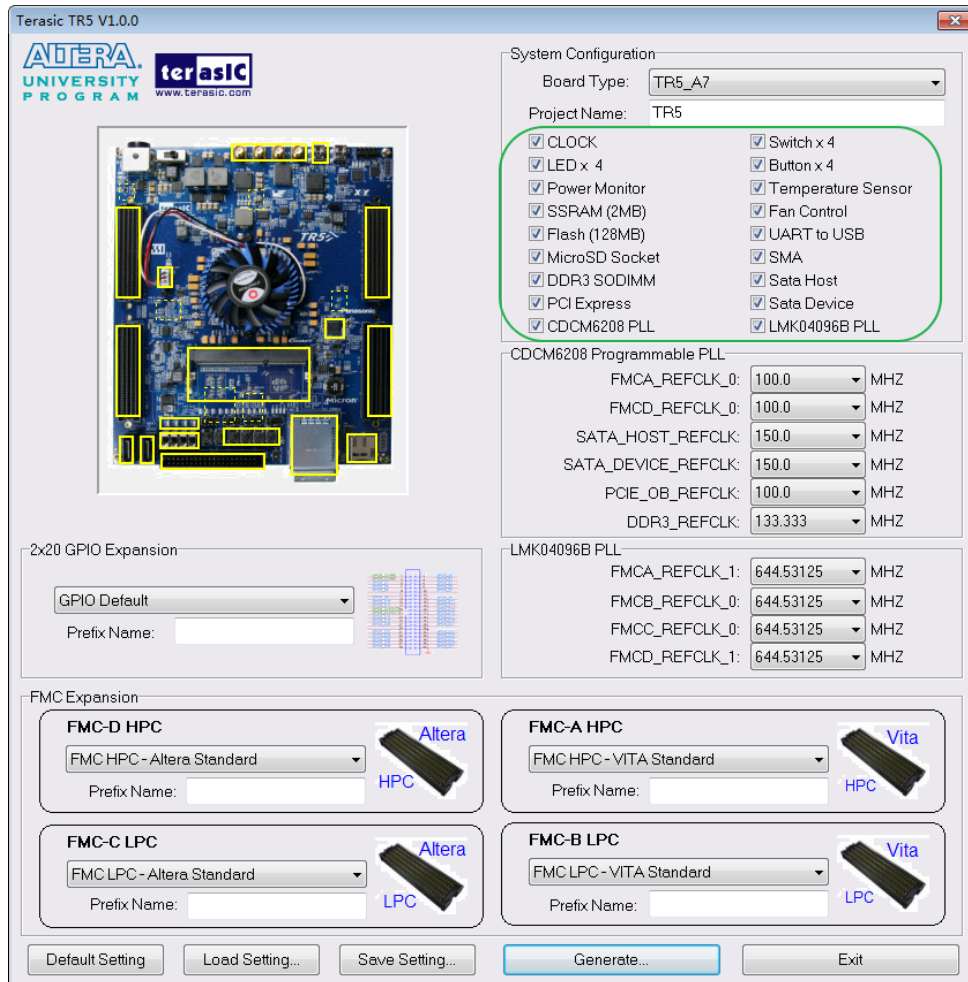 Terasic TR5 V1.0.0
ALTERA.
UNIVERSITY
PROGRAM
terasIC
www.terasic.com
System Configuration
Board Type: TR5_A7
Project Name: TR5
CLOCK Switch x 4
LED x 4 Button x 4
Power Monitor Temperature Sensor
SSRAM (2MB) Fan Control
Flash (128MB) UART to USB
MicroSD Socket SMA
DDR3 SODIMM Sata Host
PCI Express Sata Device
CDCM6208 PLL LMK04096B PLL
TR5
Panasonic
Micron
CDCM6208 Programmable PLL
FMCA_REFCLK_0: 100.0 MHZ
FMCD_REFCLK_0: 100.0 MHZ
SATA_HOST_REFCLK: 150.0 MHZ
SATA_DEVICE_REFCLK: 150.0 MHZ
PCIE_OB_REFCLK: 100.0 MHZ
DDR3_REFCLK: 133.333 MHZ
2x20 GPIO Expansion
GPIO Default
Prefix Name:
LMK04096B PLL
FMCA_REFCLK_1: 644.53125 MHZ
FMCB_REFCLK_0: 644.53125 MHZ
FMCC_REFCLK_0: 644.53125 MHZ
FMCD_REFCLK_1: 644.53125 MHZ
FMC Expansion
FMC-D HPC
Altera
FMC HPC - Altera Standard
HPC
Prefix Name:
FMC-A HPC
Vita
FMC HPC - VITA Standard
HPC
Prefix Name:
FMC-C LPC
Altera
FMC LPC - Altera Standard
LPC
Prefix Name:
FMC-B LPC
Vita
FMC LPC - VITA Standard
LPC
Prefix Name:
Default Setting Load Setting... Save Setting... Generate... Exit